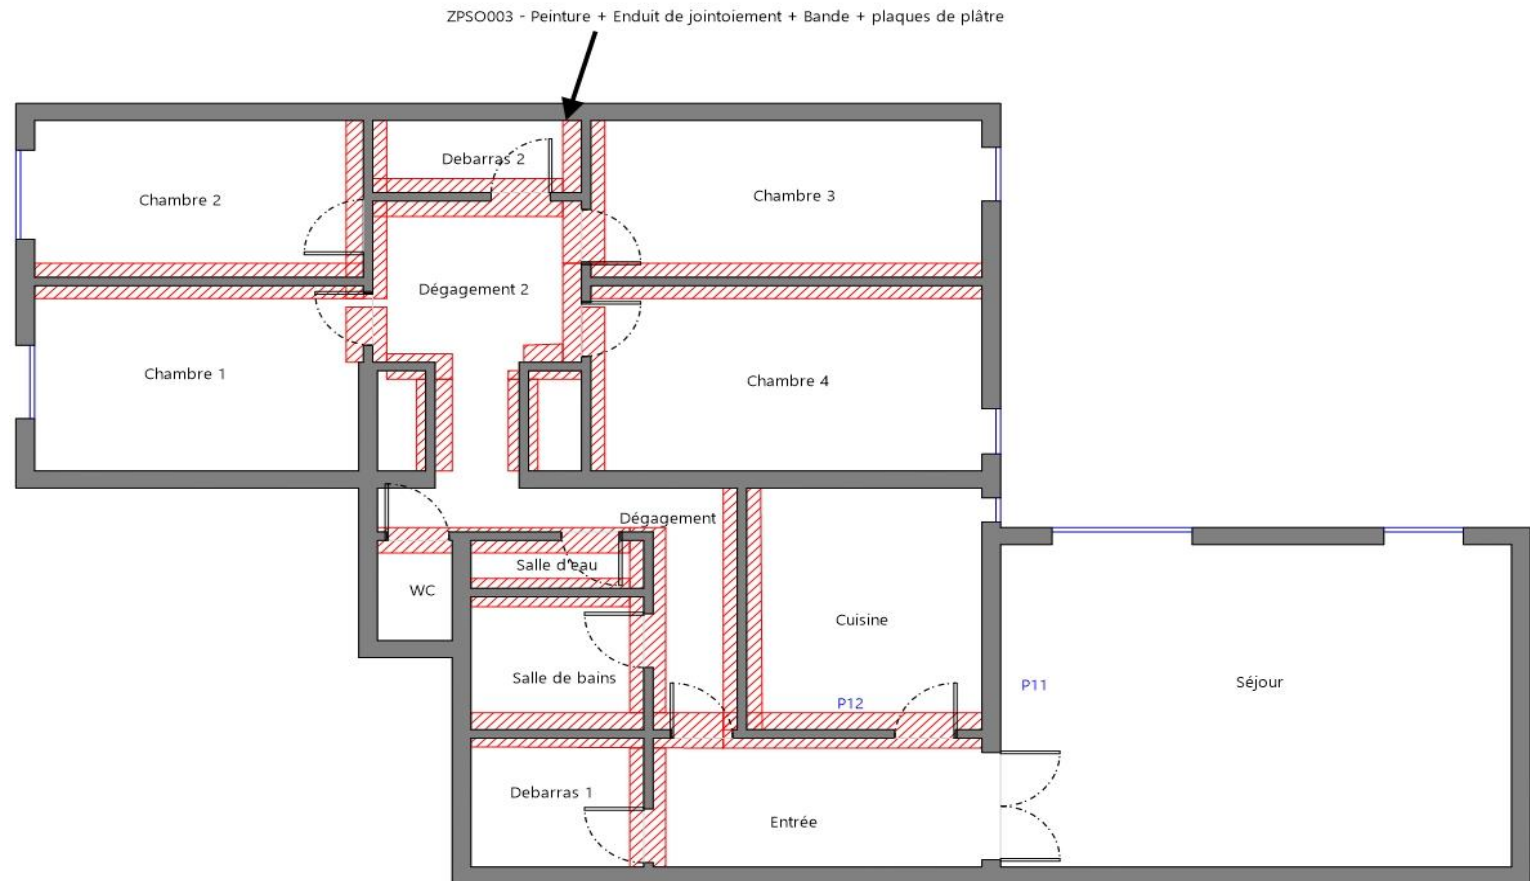 ZPSO003 - Peinture + Enduit de jointoiement + Bande + plaques de plâtre
Debarras 2
Chambre 2
Chambre 3
Dégagement 2
Chambre 1
Chambre 4
Dégagement
Salle d'eau
WC
Cuisine
Salle de bains
P12
P11
Séjour
Debarras 1
Entrée